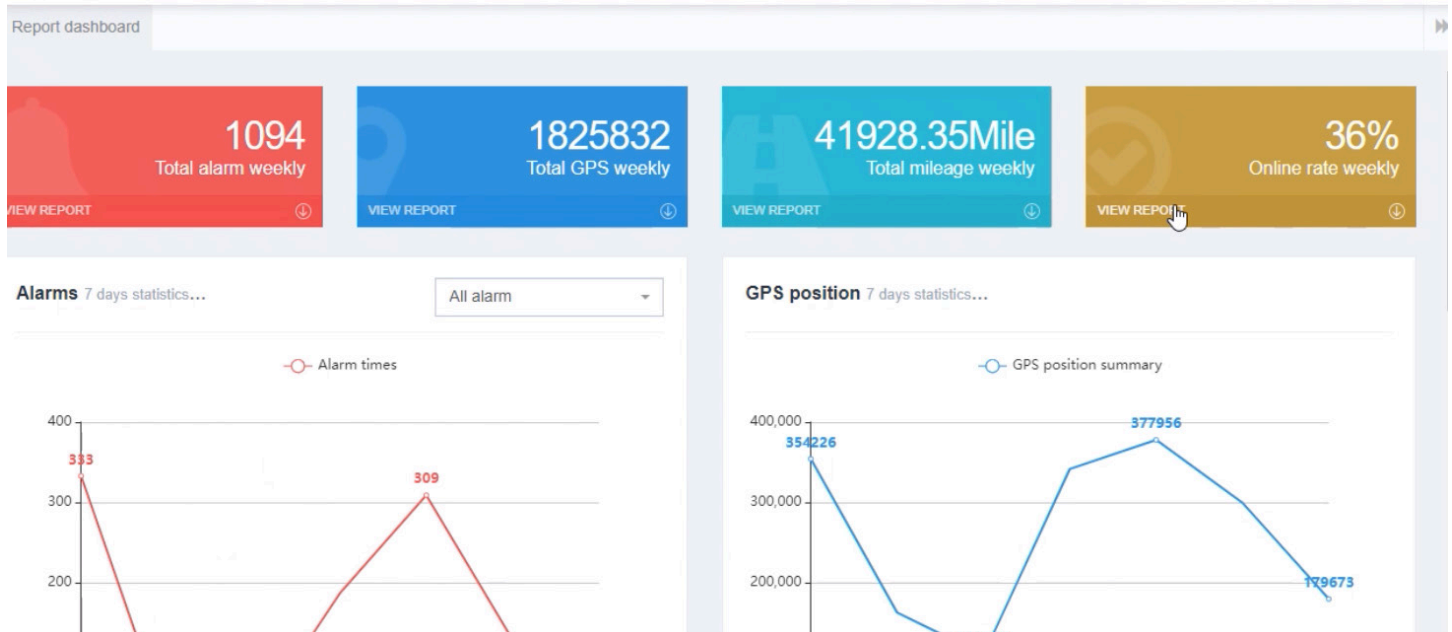 Report dashboard
1094
Total alarm weekly
VIEW REPORT
1825832
Total GPS weekly
VIEW REPORT
41928.35Mile
Total mileage weekly
VIEW REPORT
36%
Online rate weekly
VIEW REPORT
Alarms 7 days statistics...
All alarm
Alarm times
400
333
309
300
200
GPS position 7 days statistics...
GPS position summary
400,000
377956
354226
300,000
200,000
179673